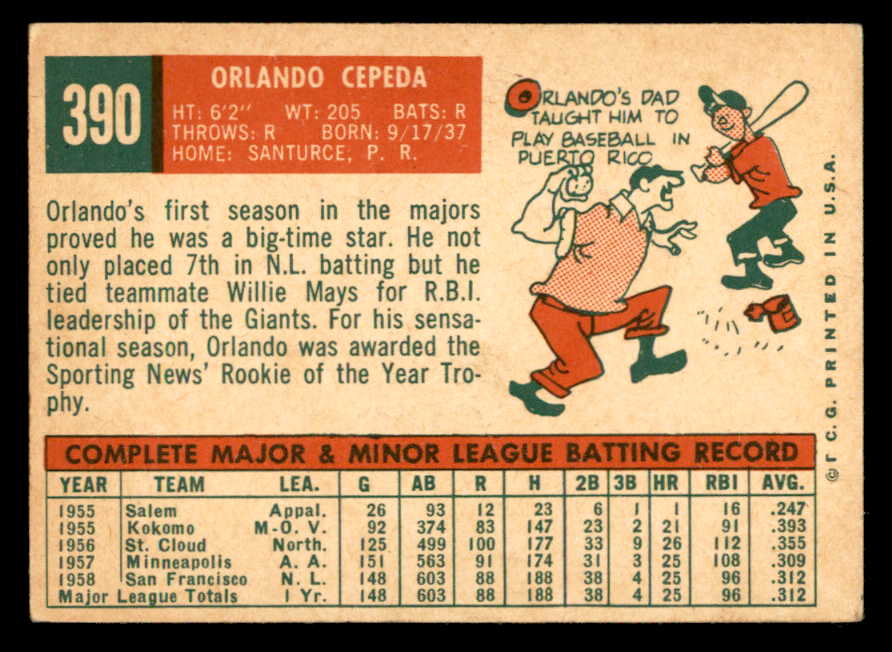 390
ORLANDO CEPEDA
HT: 6'2" WT: 205 BATS: R
THROWS: R BORN: 9/17/37
HOME: SANTURCE, P. R.
ORLANDO'S DAD
TAUGHT HIM TO
PLAY BASEBALL IN
PUERTO RICO
Orlando's first season in the majors
proved he was a big-time star. He not
only placed 7th in N.L. batting but he
tied teammate Willie Mays for R.B.I.
leadership of the Giants. For his sensa-
tional season, Orlando was awarded the
Sporting News' Rookie of the Year Tro-
phy.
COMPLETE MAJOR & MINOR LEAGUE BATTING RECORD
YEAR TEAM LEA. G AB R H 2B 3B HR RBI AVG.
1955 Salem Appal. 26 93 12 23 6 1 1 16 .247
1955 Kokomo M-O. V. 92 374 83 147 23 2 21 91 .393
1956 St. Cloud North. 125 499 100 177 33 9 26 112 .355
1957 Minneapolis A. A. 151 563 91 174 31 3 25 108 .309
1958 San Francisco N. L. 148 603 88 188 38 4 25 96 .312
Major League Totals 1 Yr. 148 603 88 188 38 4 25 96 .312
© T. C. G. PRINTED IN U.S.A.